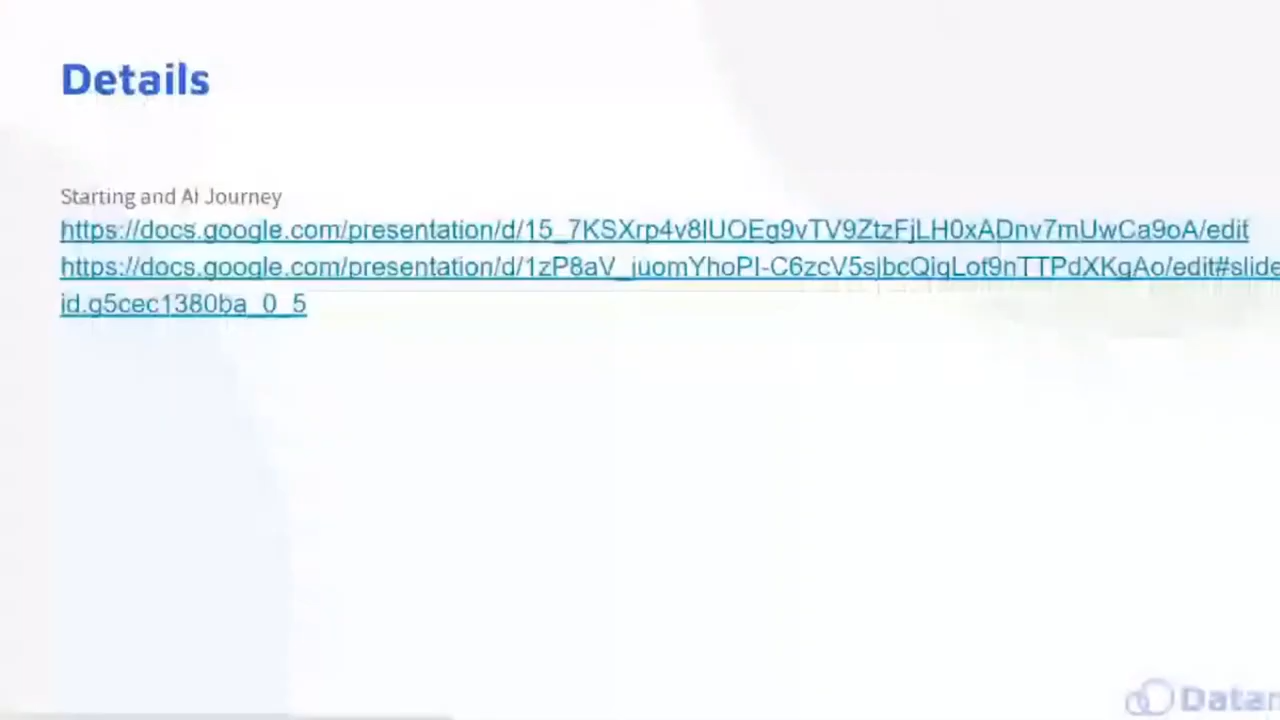 Details
Starting and AI Journey
https://docs.google.com/presentation/d/15_7KSXrp4v8lUOEg9vTV9ZtzFjLH0xADnv7mUwCa9oA/edit
https://docs.google.com/presentation/d/1zP8aV_juomYhoPI-C6zcV5sjbcQiqLot9nTTPdXKgAo/edit#slide
id.g5cec1380ba_0_5